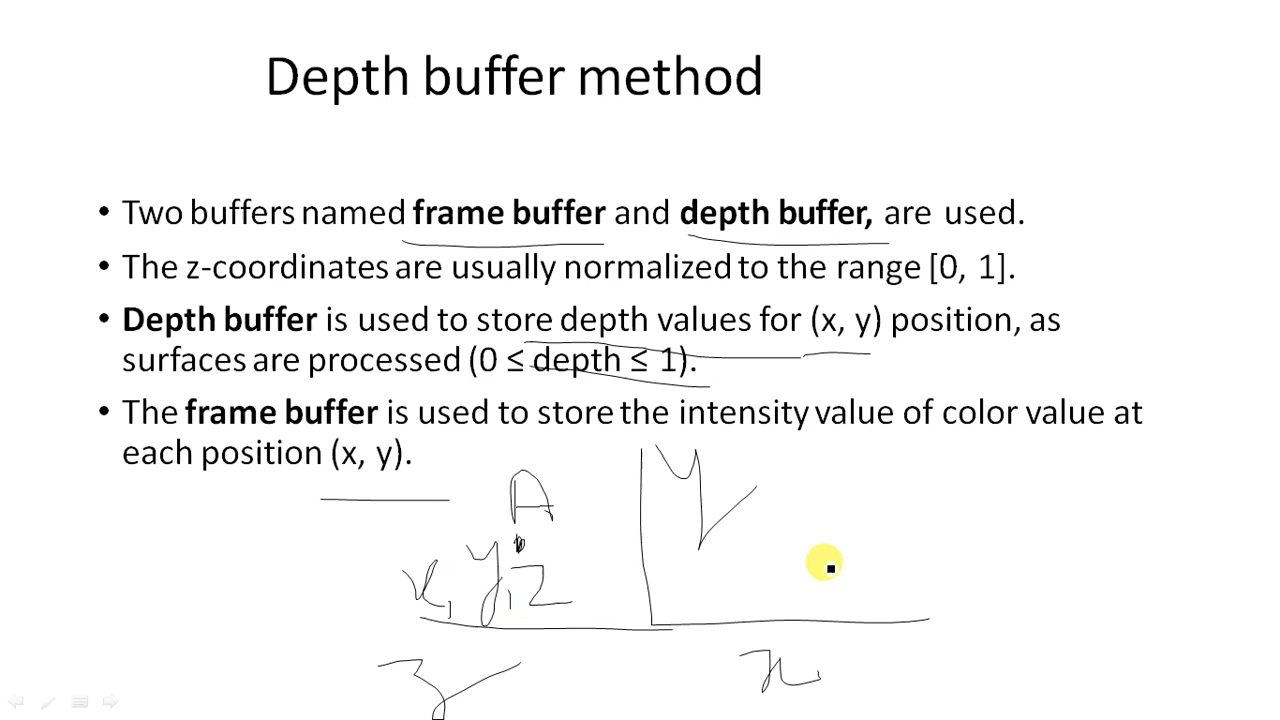 Depth buffer method
• Two buffers named frame buffer and depth buffer, are used.
• The z-coordinates are usually normalized to the range [0, 1].
• Depth buffer is used to store depth values for (x, y) position, as
surfaces are processed (0 ≤ depth ≤ 1).
• The frame buffer is used to store the intensity value of color value at
each position (x, y).
A
y
x, y, z
z
x